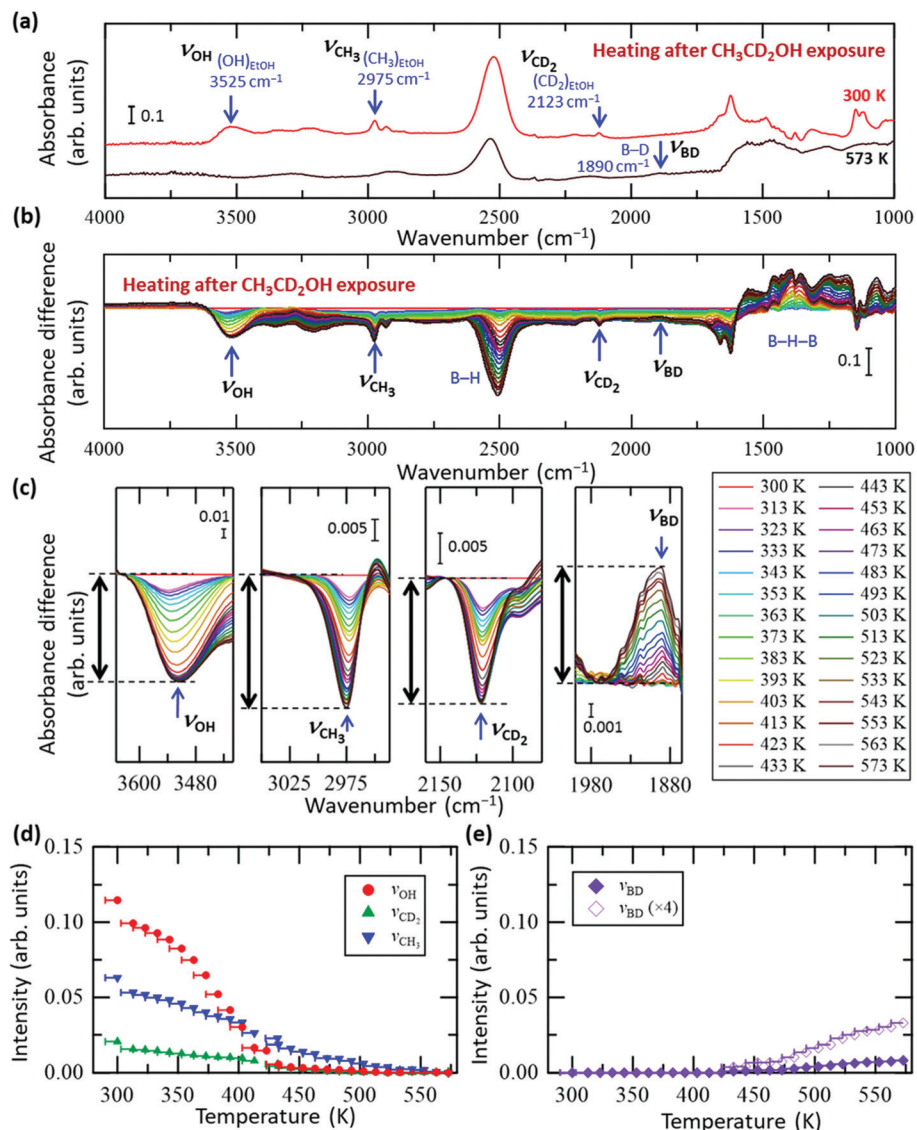 (a)
Absorbance
(arb. units)
νOH (OH)EtOH
3525 cm⁻¹
νCH₃ (CH₃)EtOH
2975 cm⁻¹
νCD₂
(CD₂)EtOH
2123 cm⁻¹
Heating after CH₃CD₂OH exposure
0.1
300 K
B–D
1890 cm⁻¹
νBD
573 K
4000 3500 3000 2500 2000 1500 1000
Wavenumber (cm⁻¹)
(b)
Absorbance difference
(arb. units)
Heating after CH₃CD₂OH exposure
νOH
νCH₃
B–H
νCD₂
νBD
B–H–B
0.1
4000 3500 3000 2500 2000 1500 1000
Wavenumber (cm⁻¹)
(c)
Absorbance difference
(arb. units)
0.01
νOH
3600 3480
0.005
νCH₃
3025 2975
0.005
νCD₂
2150 2100
νBD
0.001
1980 1880
Wavenumber (cm⁻¹)
300 K 443 K
313 K 453 K
323 K 463 K
333 K 473 K
343 K 483 K
353 K 493 K
363 K 503 K
373 K 513 K
383 K 523 K
393 K 533 K
403 K 543 K
413 K 553 K
423 K 563 K
433 K 573 K
(d)
Intensity (arb. units)
0.15
0.10
0.05
0.00
νOH
νCD₂
νCH₃
300 350 400 450 500 550
Temperature (K)
(e)
Intensity (arb. units)
0.15
0.10
0.05
0.00
νBD
νBD (×4)
300 350 400 450 500 550
Temperature (K)